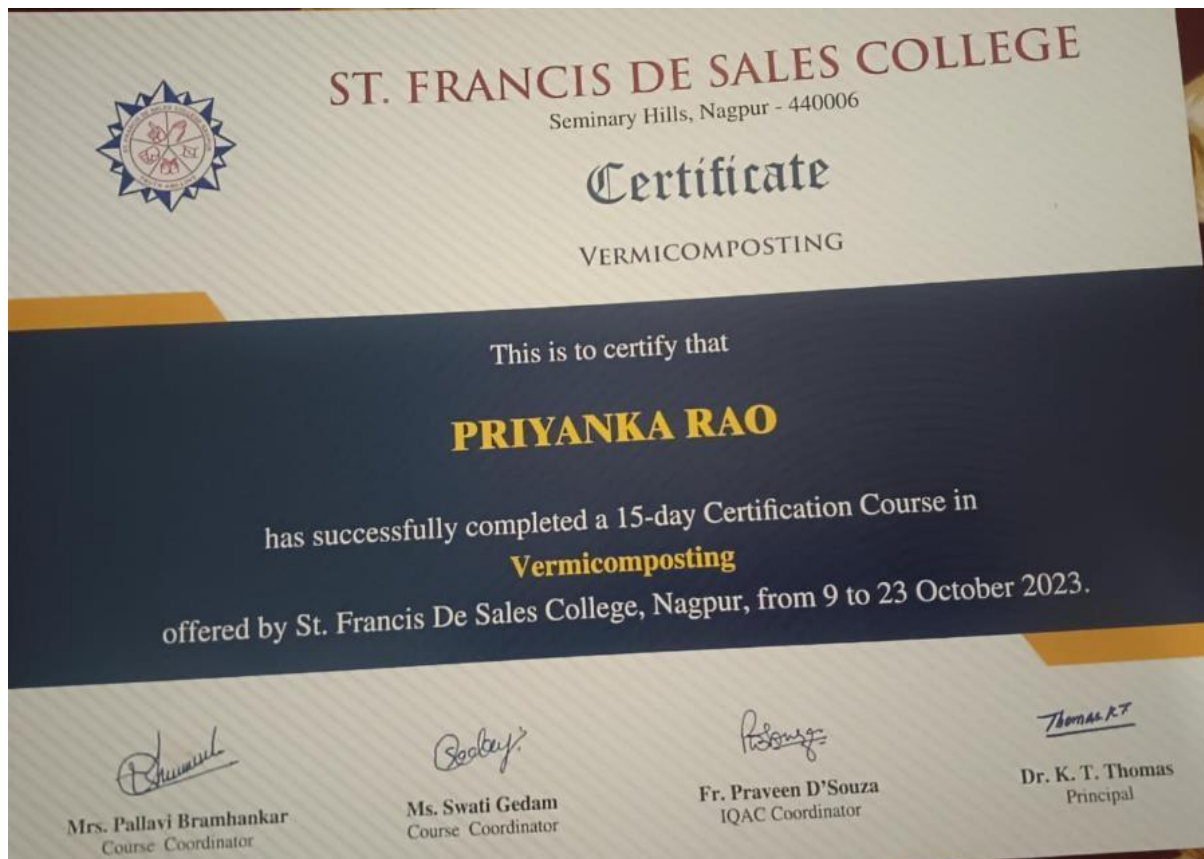 ST. FRANCIS DE SALES COLLEGE
Seminary Hills, Nagpur - 440006
Certificate
VERMICOMPOSTING
This is to certify that
PRIYANKA RAO
has successfully completed a 15-day Certification Course in
Vermicomposting
offered by St. Francis De Sales College, Nagpur, from 9 to 23 October 2023.
Thomas K T
Mrs. Pallavi Bramhankar
Course Coordinator
Ms. Swati Gedam
Course Coordinator
Fr. Praveen D'Souza
IQAC Coordinator
Dr. K. T. Thomas
Principal